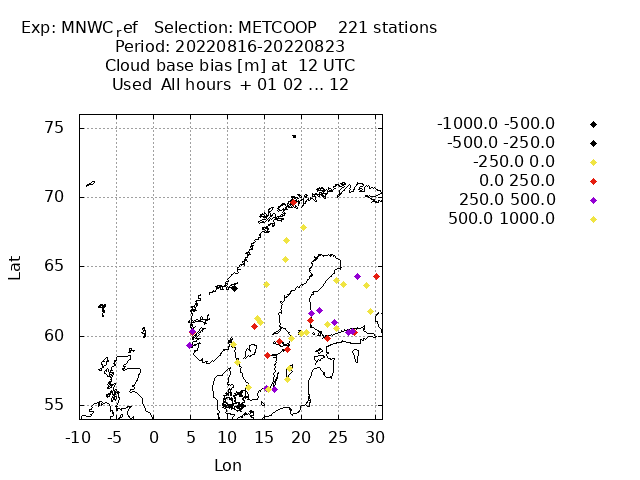 Exp: MNWCref Selection: METCOOP 221 stations
Period: 20220816-20220823
Cloud base bias [m] at 12 UTC
Used All hours + 01 02 ... 12
-1000.0 -500.0
-500.0 -250.0
-250.0 0.0
0.0 250.0
250.0 500.0
500.0 1000.0
75
70
65
60
55
Lat
-10 -5 0 5 10 15 20 25 30
Lon